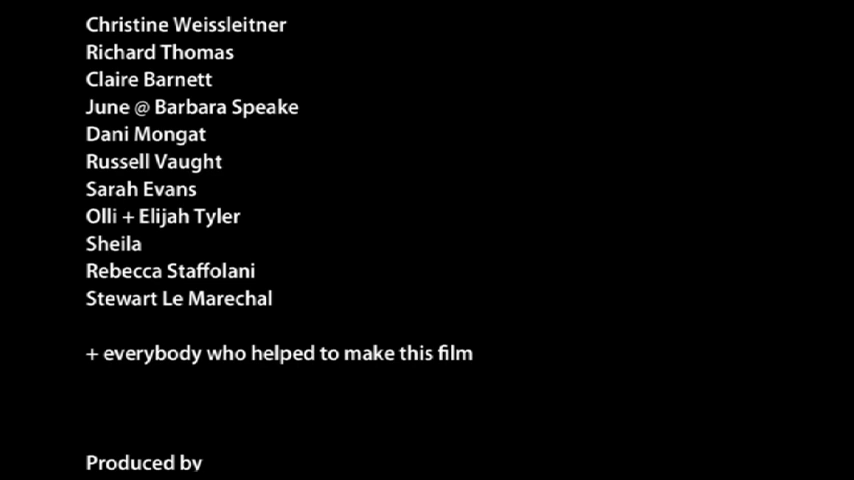 Christine Weissleitner
Richard Thomas
Claire Barnett
June @ Barbara Speake
Dani Mongat
Russell Vaught
Sarah Evans
Olli + Elijah Tyler
Sheila
Rebecca Staffolani
Stewart Le Marechal
+ everybody who helped to make this film
Produced by